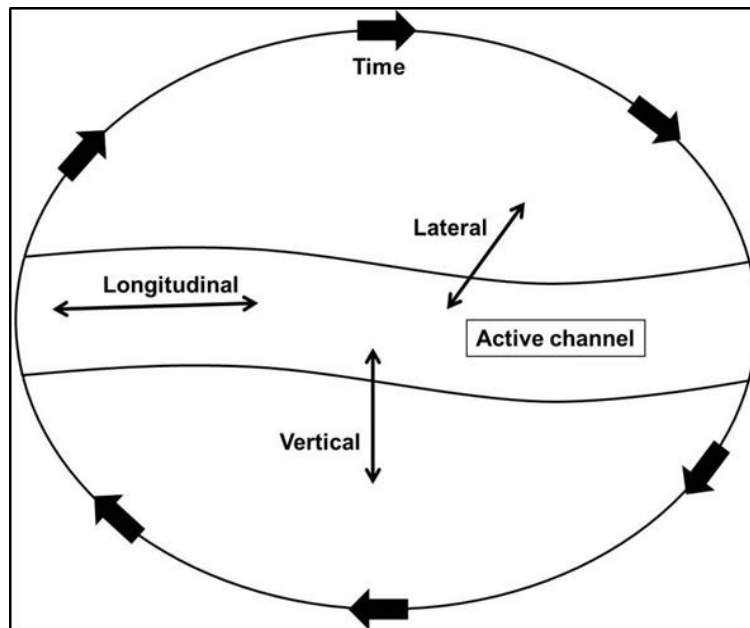 Time
Lateral
Longitudinal
Active channel
Vertical